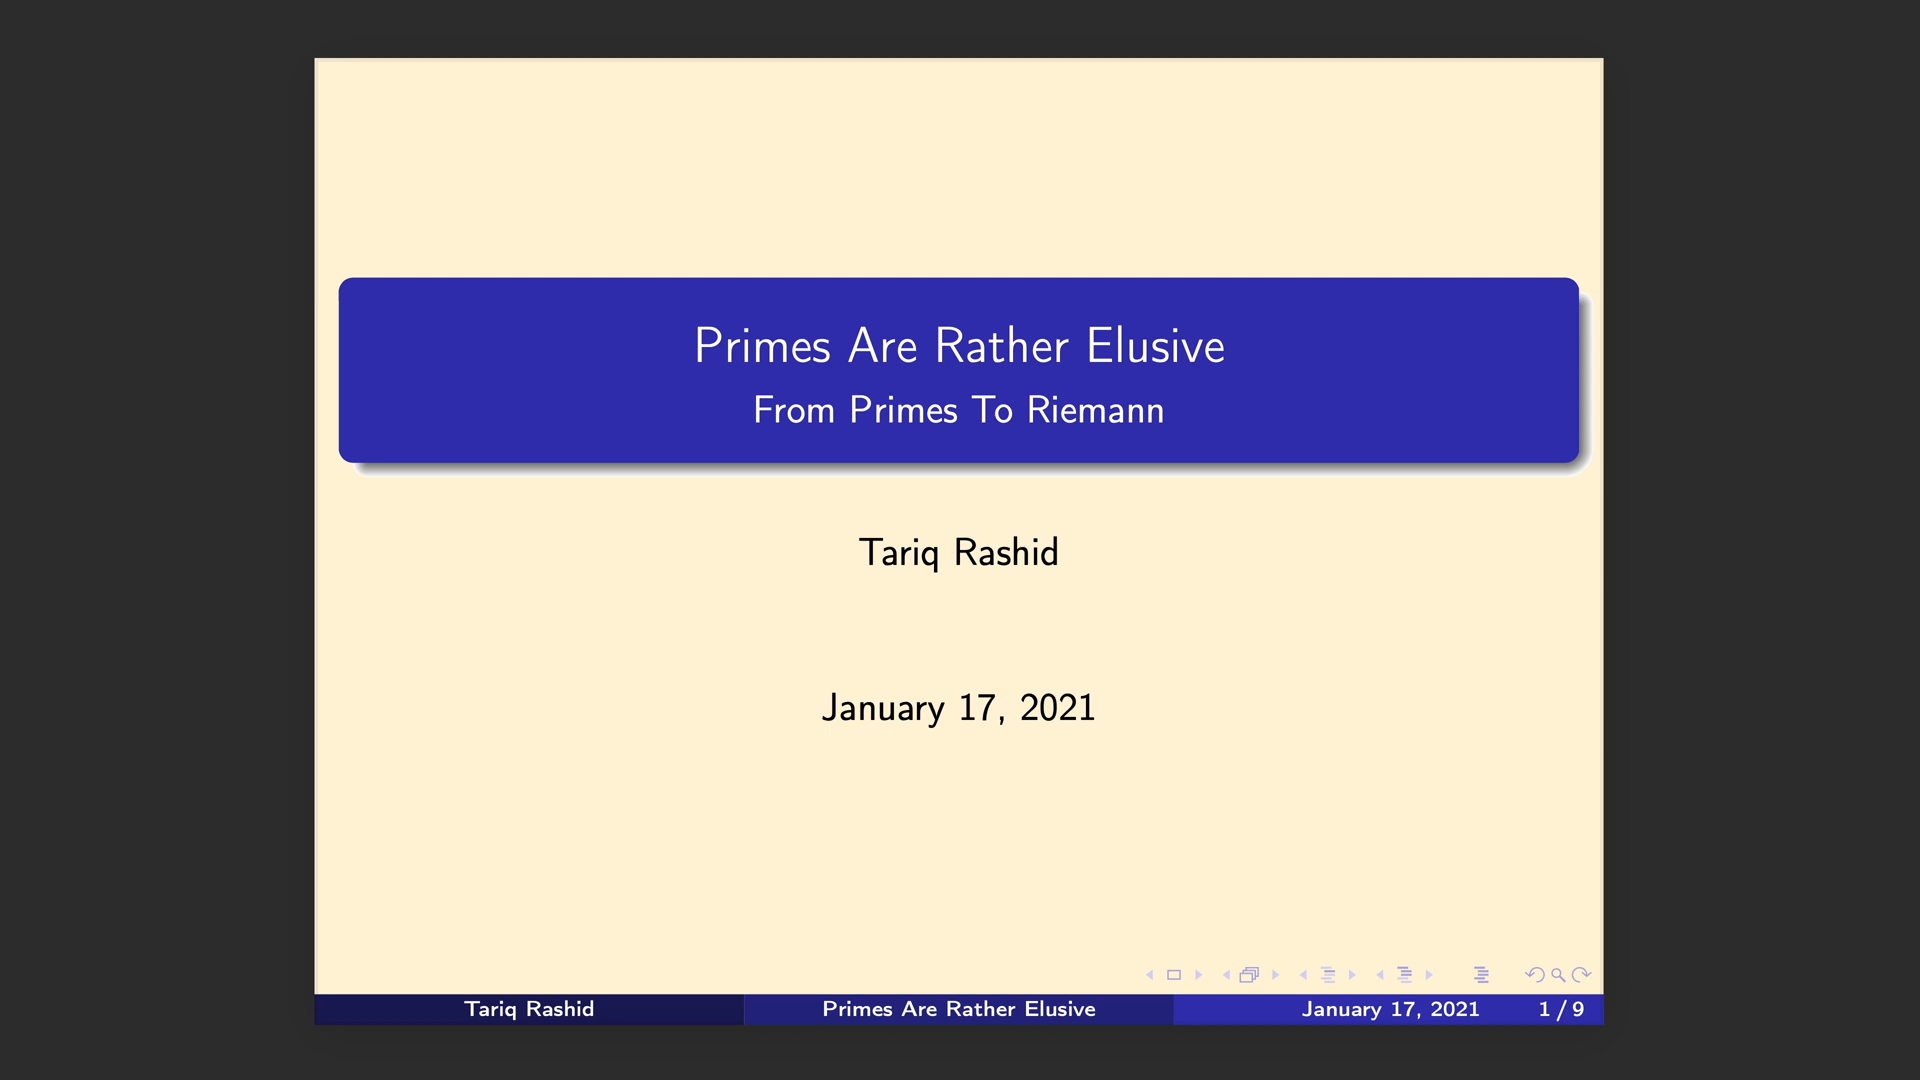 Primes Are Rather Elusive
From Primes To Riemann
Tariq Rashid
January 17, 2021
Tariq Rashid Primes Are Rather Elusive January 17, 2021 1 / 9